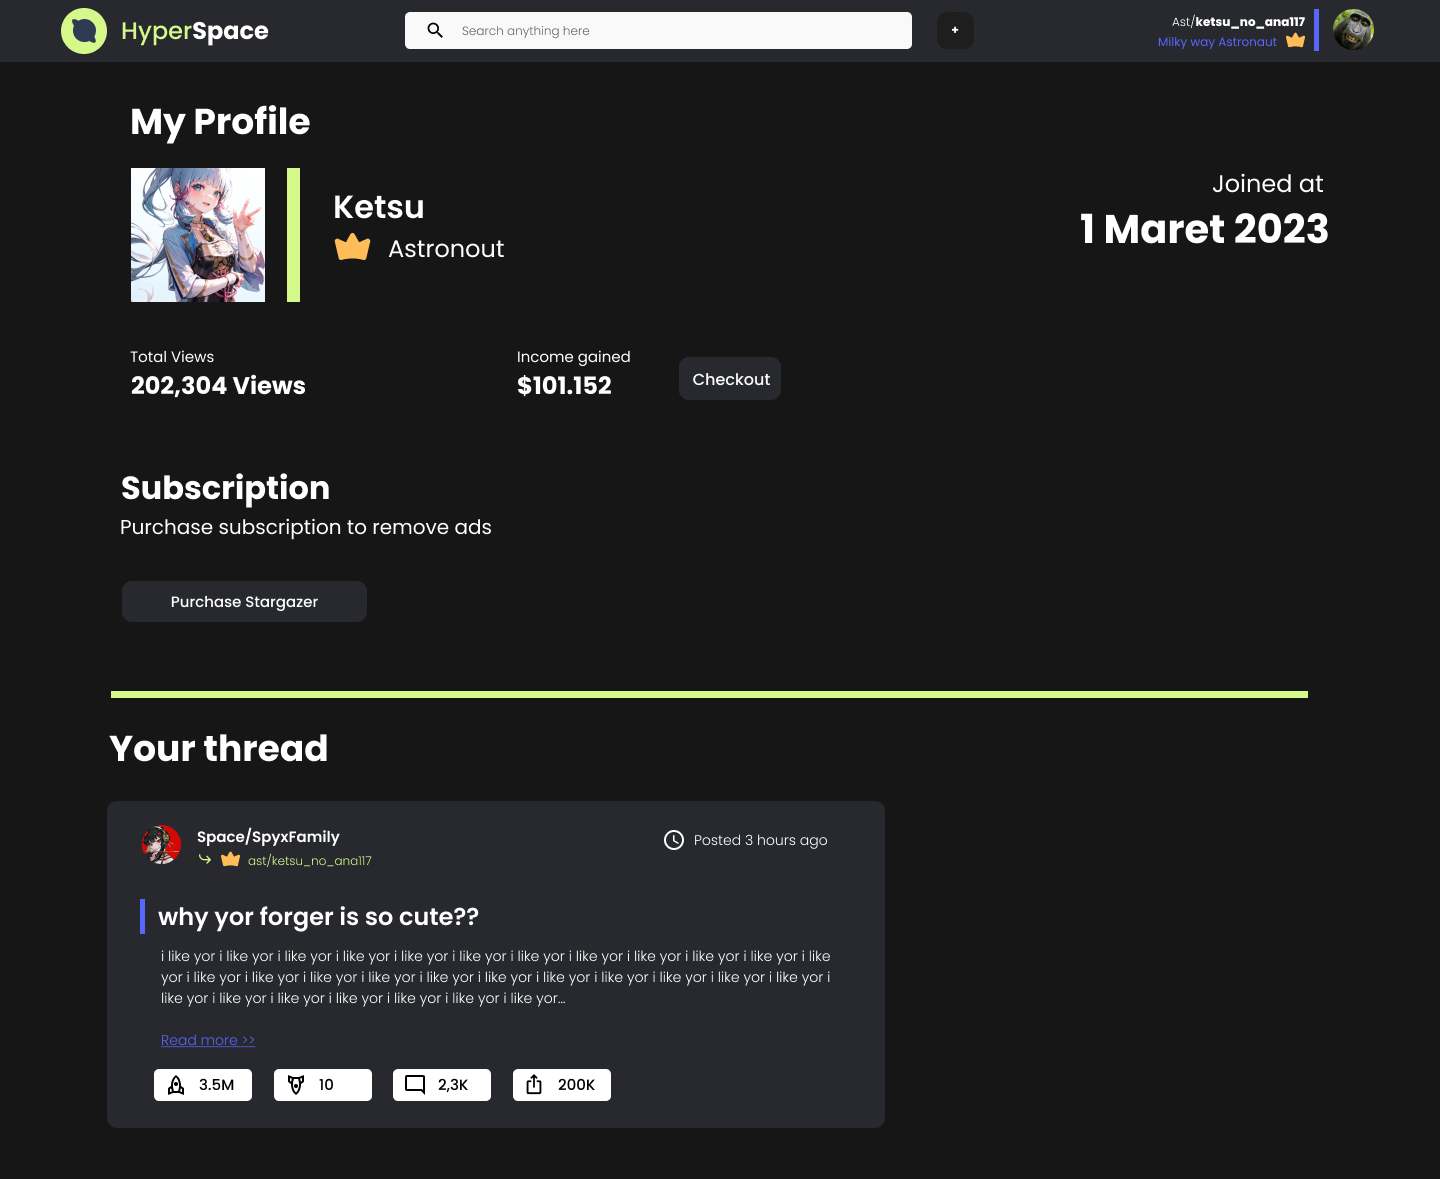 HyperSpace
Search anything here
+
Ast/ketsu_no_ana117
Milky way Astronaut
My Profile
Ketsu
Astronout
Joined at
1 Maret 2023
Total Views
202,304 Views
Income gained
$101.152
Checkout
Subscription
Purchase subscription to remove ads
Purchase Stargazer
Your thread
Space/SpyxFamily
ast/ketsu_no_ana117
Posted 3 hours ago
why yor forger is so cute??
i like yor i like yor i like yor i like yor i like yor i like yor i like yor i like yor i like yor i like yor i like yor i like
yor i like yor i like yor i like yor i like yor i like yor i like yor i like yor i like yor i like yor i like yor i like yor i
like yor i like yor i like yor i like yor i like yor i like yor i like yor...
Read more >>
3.5M
10
2,3K
200K